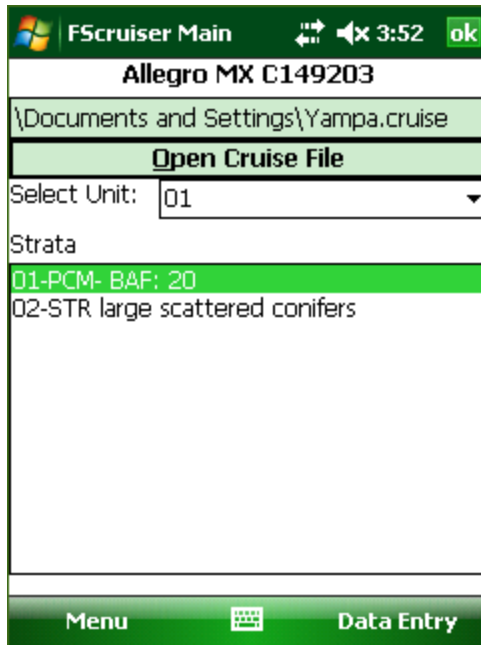 FScruiser Main 3:52 ok
Allegro MX C149203
\Documents and Settings\Yampa.cruise
Open Cruise File
Select Unit: 01
Strata
01-PCM- BAF: 20
02-STR large scattered conifers
Menu Data Entry